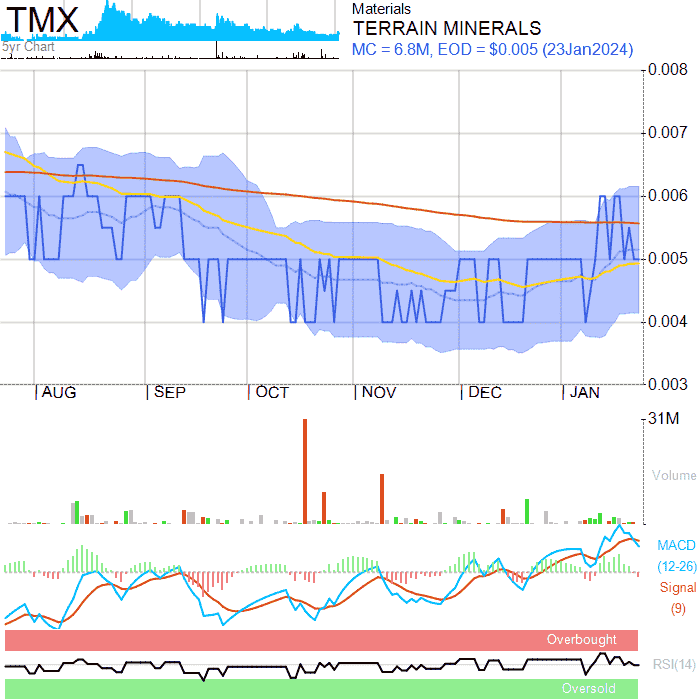 TMX
5yr Chart
Materials
TERRAIN MINERALS
MC = 6.8M, EOD = $0.005 (23Jan2024)
0.008
0.007
0.006
0.005
0.004
0.003
AUG SEP OCT NOV DEC JAN
31M
Volume
MACD
(12-26)
Signal
(9)
Overbought
RSI(14)
Oversold